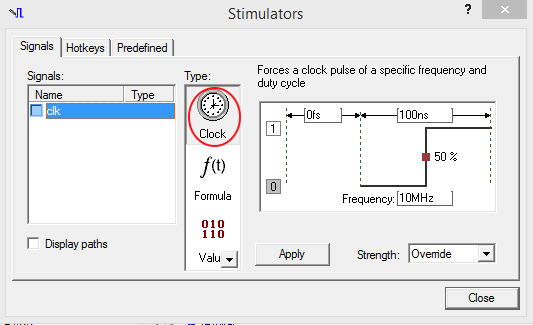 Stimulators
?
Signals
Hotkeys
Predefined
Signals:
Name Type
clk
Display paths
Type:
Clock
f(t)
Formula
010
110
Valu
Forces a clock pulse of a specific frequency and
duty cycle
0fs 100ns
1
50 %
0
Frequency: 10MHz
Apply
Strength: Override
Close